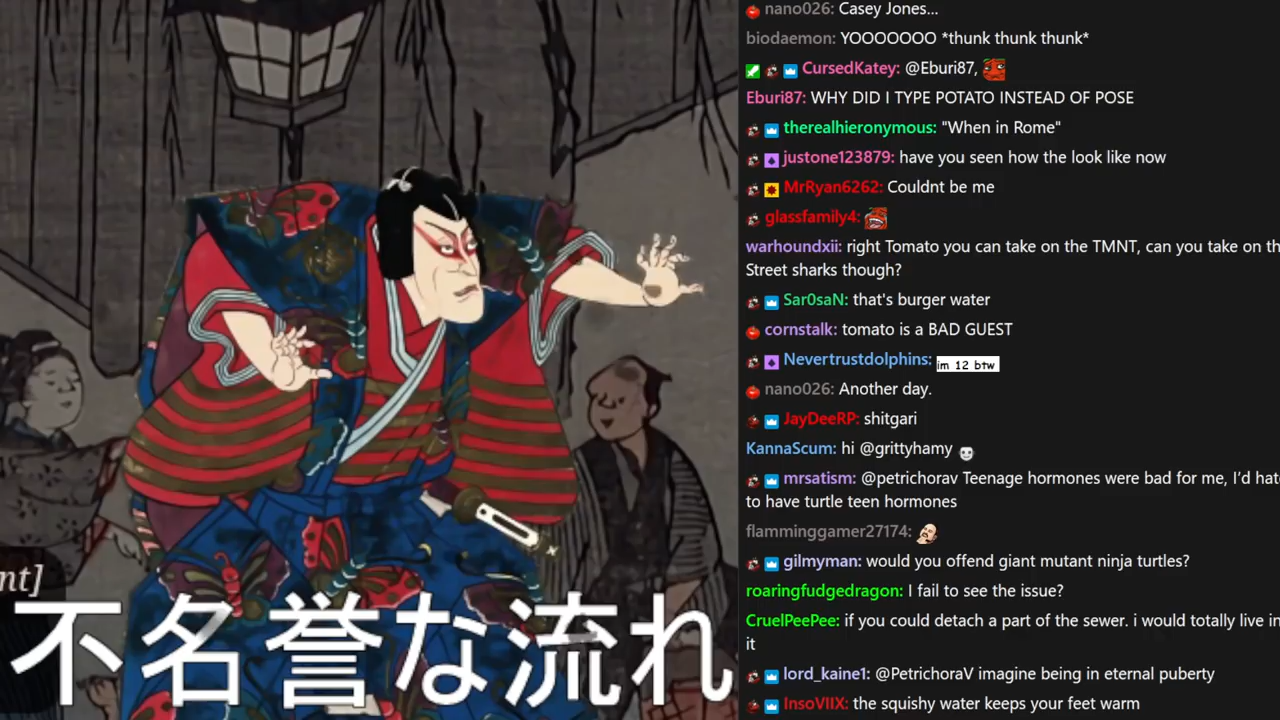 nano026: Casey Jones...
biodaemon: YOOOOOOO *thunk thunk thunk*
CursedKatey: @Eburi87,
Eburi87: WHY DID I TYPE POTATO INSTEAD OF POSE
therealhieronymous: "When in Rome"
justone123879: have you seen how the look like now
MrRyan6262: Couldnt be me
glassfamily4:
warhoundxii: right Tomato you can take on the TMNT, can you take on th
Street sharks though?
Sar0saN: that's burger water
cornstalk: tomato is a BAD GUEST
Nevertrustdolphins: im 12 btw
nano026: Another day.
JayDeeRP: shitgari
KannaScum: hi @grittyhamy
mrsatism: @petrichorav Teenage hormones were bad for me, I'd hat
to have turtle teen hormones
flamminggamer27174:
gilmyman: would you offend giant mutant ninja turtles?
roaringfudgedragon: I fail to see the issue?
CruelPeePee: if you could detach a part of the sewer. i would totally live in
it
lord_kaine1: @PetrichoraV imagine being in eternal puberty
InsoVIIX: the squishy water keeps your feet warm
nt]
不名誉な流れ